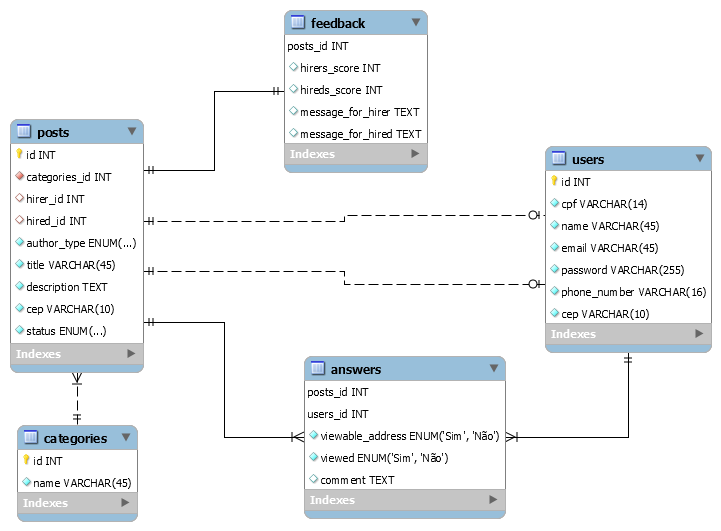 feedback
posts_id INT
hirers_score INT
hireds_score INT
message_for_hirer TEXT
message_for_hired TEXT
Indexes
posts
id INT
categories_id INT
hirer_id INT
hired_id INT
author_type ENUM(...)
title VARCHAR(45)
description TEXT
cep VARCHAR(10)
status ENUM(...)
Indexes
users
id INT
cpf VARCHAR(14)
name VARCHAR(45)
email VARCHAR(45)
password VARCHAR(255)
phone_number VARCHAR(16)
cep VARCHAR(10)
Indexes
answers
posts_id INT
users_id INT
viewable_address ENUM('Sim', 'Não')
viewed ENUM('Sim', 'Não')
comment TEXT
Indexes
categories
id INT
name VARCHAR(45)
Indexes